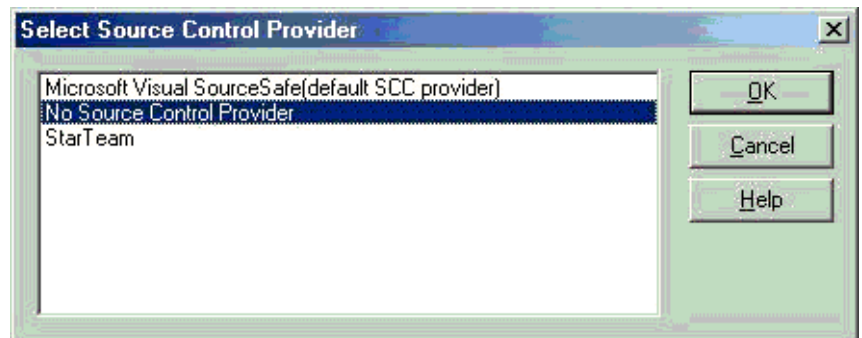 Select Source Control Provider
Microsoft Visual SourceSafe(default SCC provider)
No Source Control Provider
StarTeam
OK
Cancel
Help